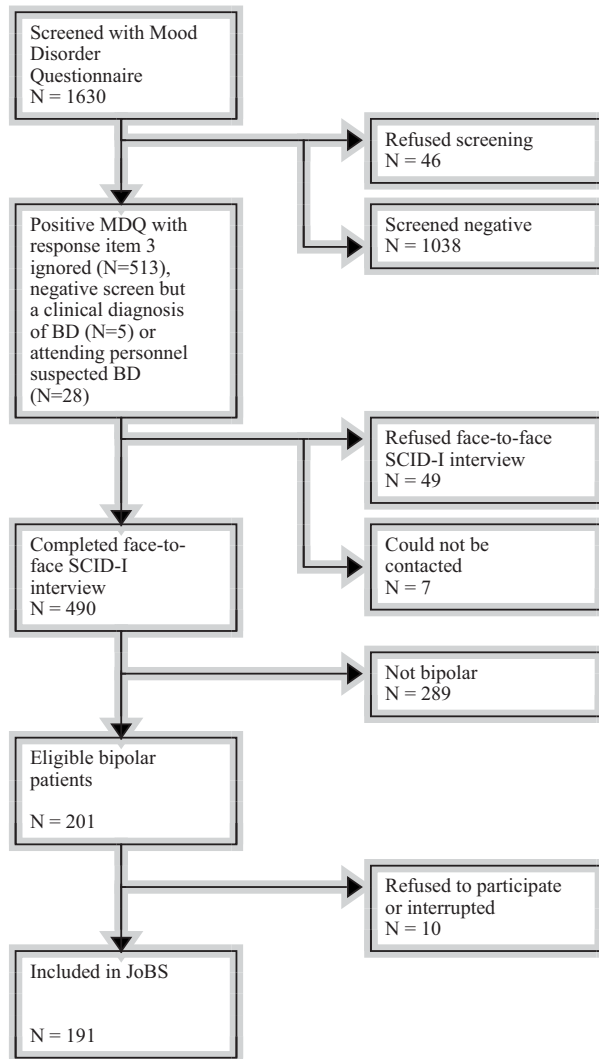 Screened with Mood
Disorder
Questionnaire
N = 1630
Refused screening
N = 46
Screened negative
N = 1038
Positive MDQ with
response item 3
ignored (N=513),
negative screen but
a clinical diagnosis
of BD (N=5) or
attending personnel
suspected BD
(N=28)
Refused face-to-face
SCID-I interview
N = 49
Could not be
contacted
N = 7
Completed face-to-
face SCID-I
interview
N = 490
Not bipolar
N = 289
Eligible bipolar
patients
N = 201
Refused to participate
or interrupted
N = 10
Included in JoBS
N = 191